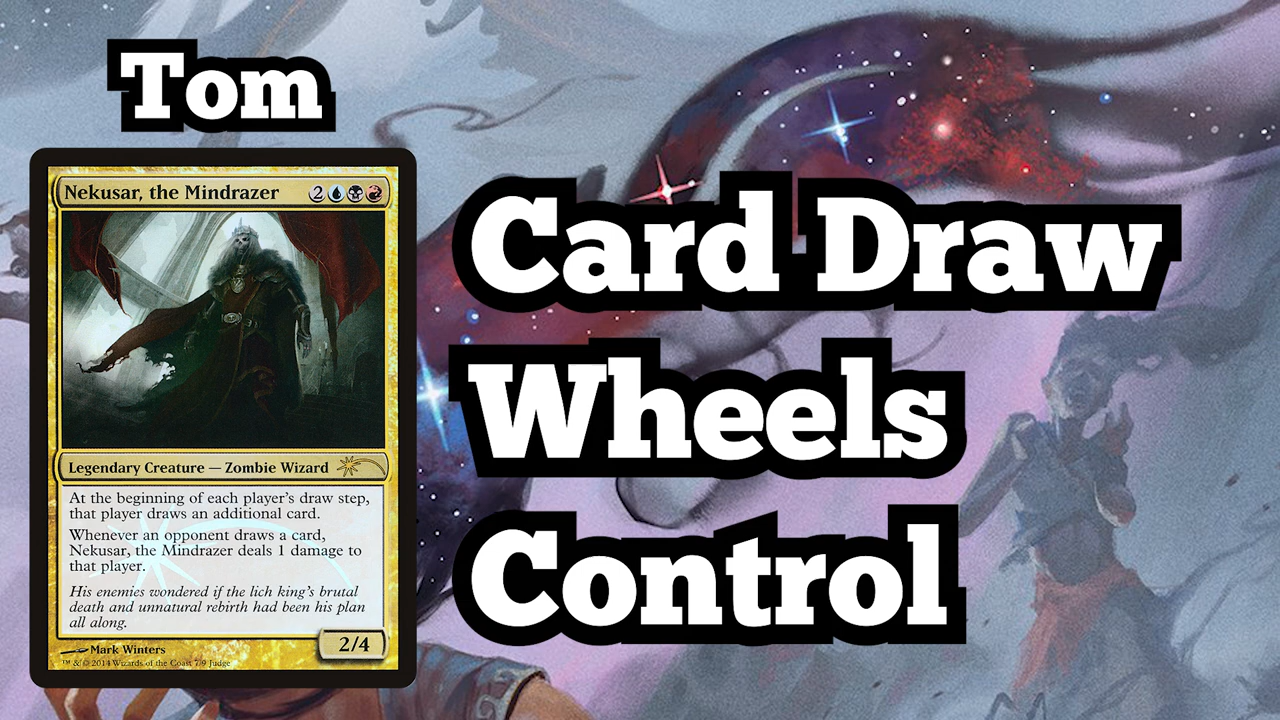 Tom
Nekusar, the Mindrazer 2
Legendary Creature — Zombie Wizard
At the beginning of each player's draw step,
that player draws an additional card.
Whenever an opponent draws a card,
Nekusar, the Mindrazer deals 1 damage to
that player.
His enemies wondered if the lich king's brutal
death and unnatural rebirth had been his plan
all along.
2/4
Mark Winters
™ & © 2014 Wizards of the Coast 7/9 Judge
Card Draw
Wheels
Control